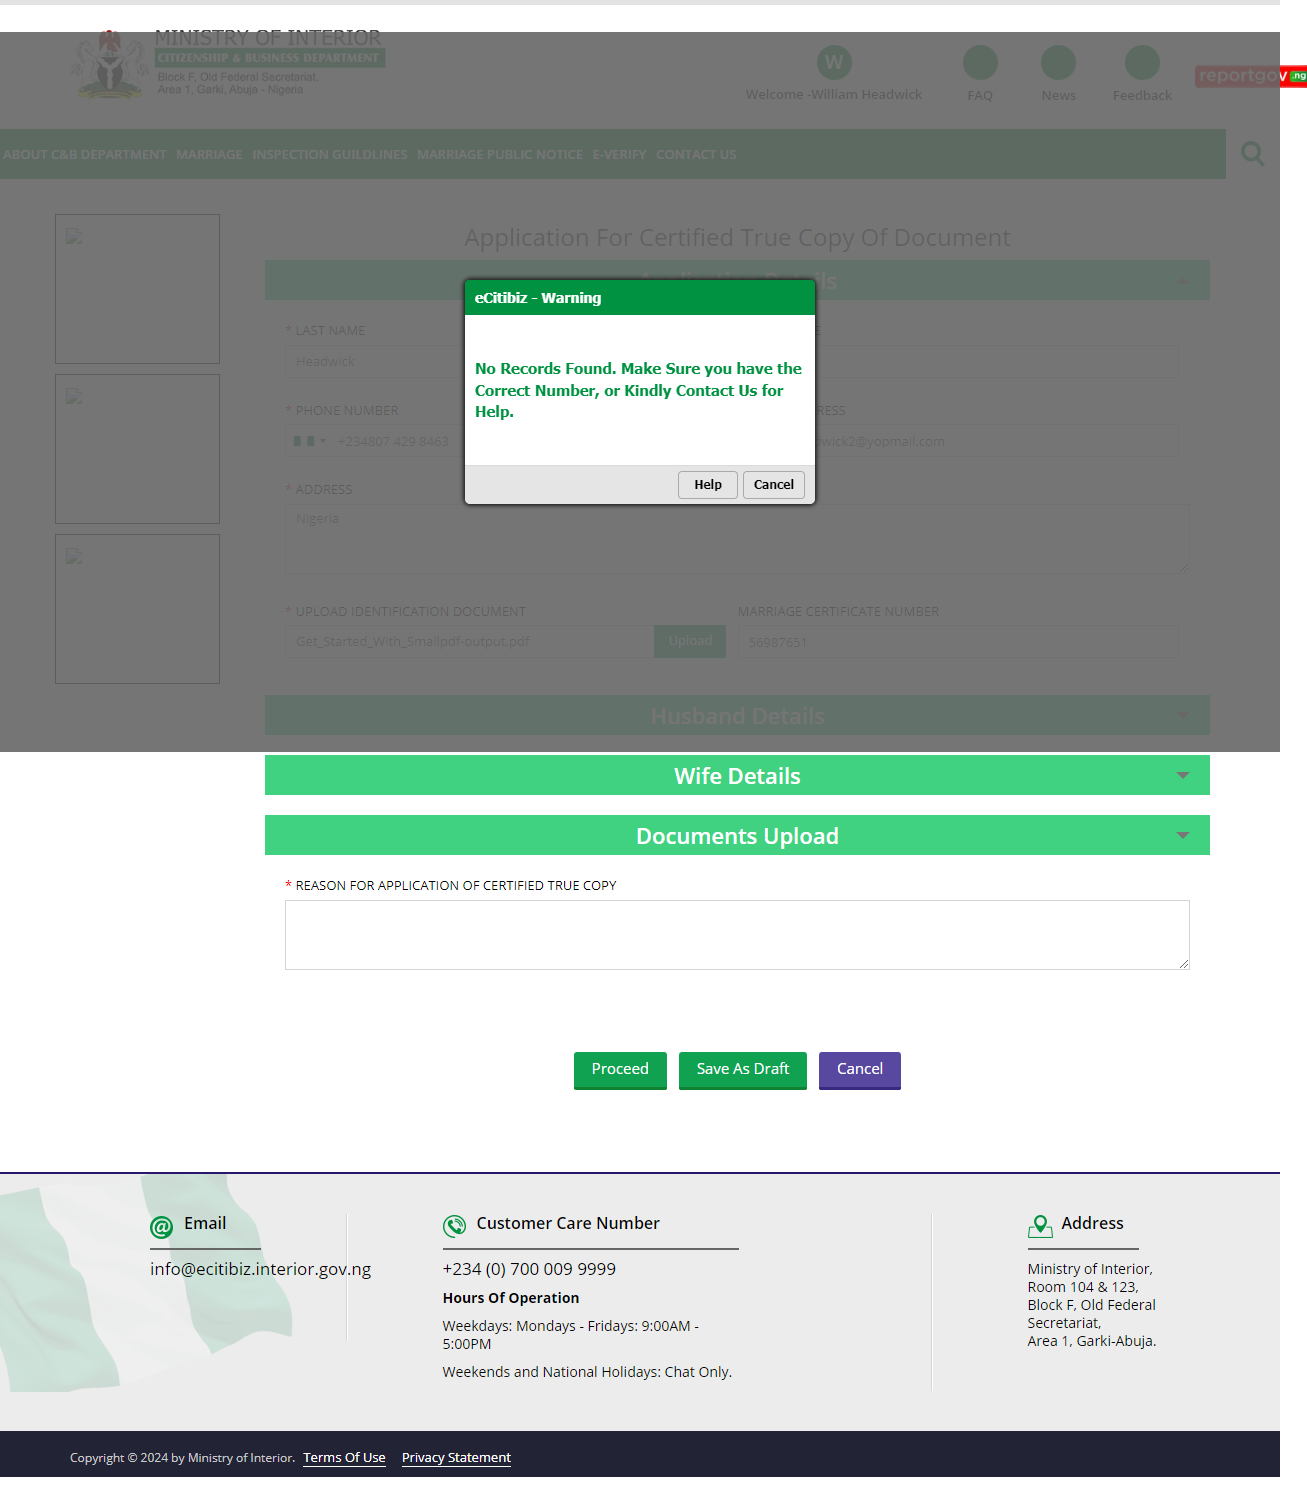 MINISTRY OF INTERIOR
CITIZENSHIP & BUSINESS DEPARTMENT
Block F, Old Federal Secretariat,
Area 1, Garki, Abuja - Nigeria
W
Welcome -William Headwick
FAQ
News
Feedback
reportgov.ng
ABOUT C&B DEPARTMENT MARRIAGE INSPECTION GUILDLINES MARRIAGE PUBLIC NOTICE E-VERIFY CONTACT US
Application For Certified True Copy Of Document
eCitibiz - Warning
No Records Found. Make Sure you have the
Correct Number, or Kindly Contact Us for
Help.
Help Cancel
* LAST NAME
Headwick
* PHONE NUMBER
+234807 429 8463
* ADDRESS
Nigeria
* UPLOAD IDENTIFICATION DOCUMENT
MARRIAGE CERTIFICATE NUMBER
Get_Started_With_Smallpdf-output.pdf
Upload
56987651
Husband Details
Wife Details
Documents Upload
* REASON FOR APPLICATION OF CERTIFIED TRUE COPY
Proceed Save As Draft Cancel
Email
info@ecitibiz.interior.gov.ng
Customer Care Number
+234 (0) 700 009 9999
Hours Of Operation
Weekdays: Mondays - Fridays: 9:00AM -
5:00PM
Weekends and National Holidays: Chat Only.
Address
Ministry of Interior,
Room 104 & 123,
Block F, Old Federal
Secretariat,
Area 1, Garki-Abuja.
Copyright © 2024 by Ministry of Interior. Terms Of Use Privacy Statement